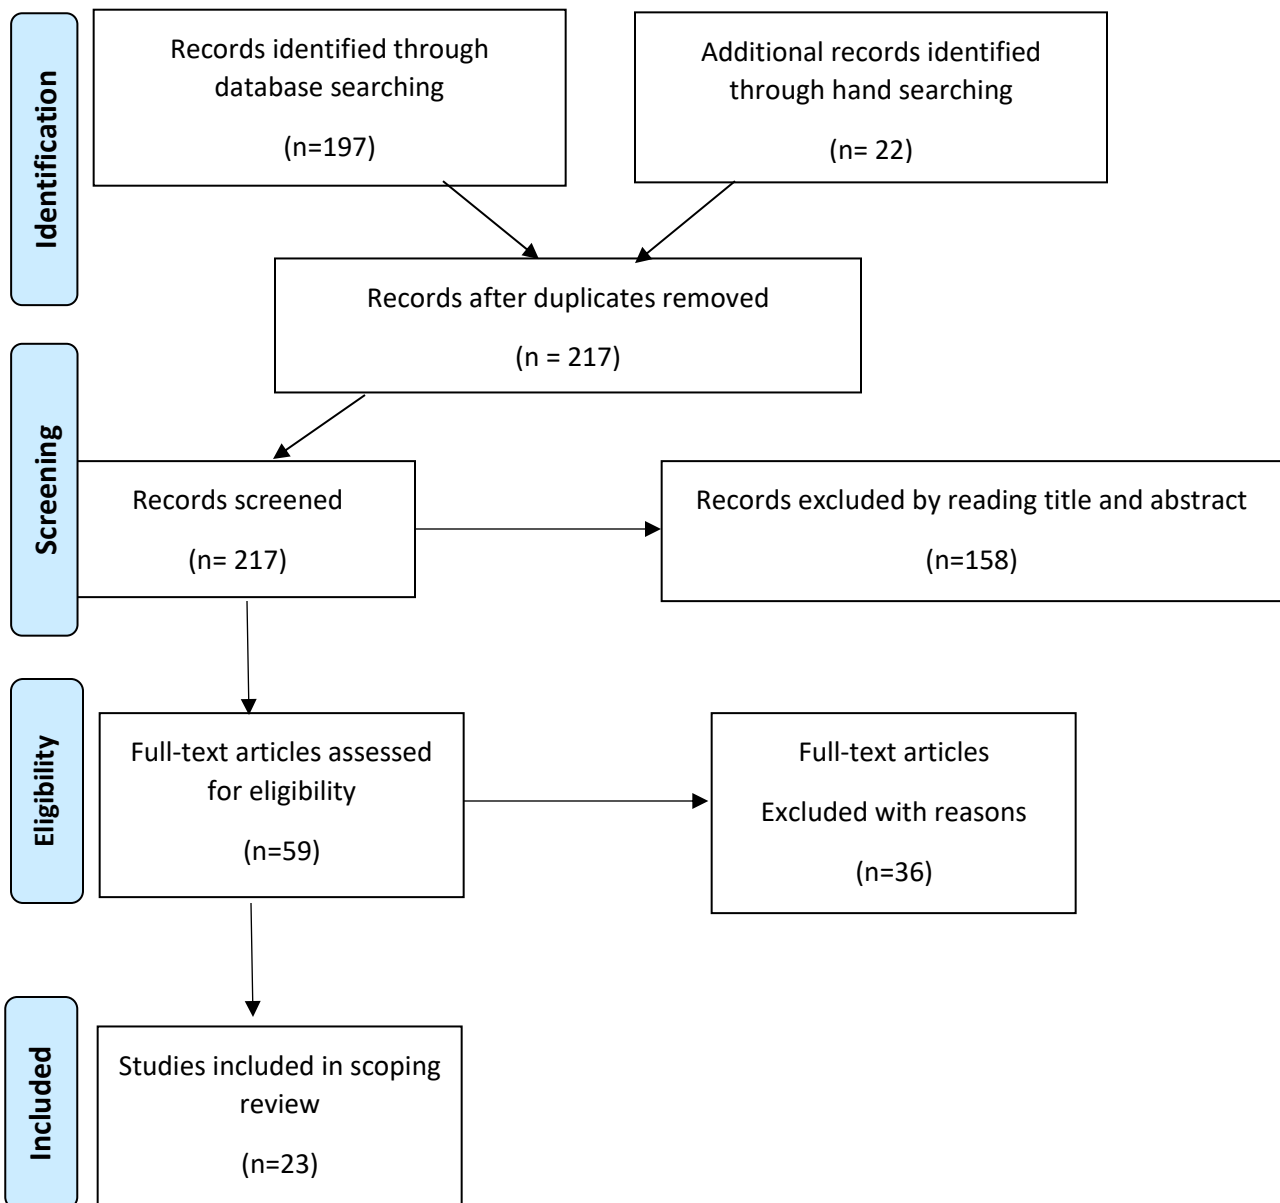 Identification
Records identified through
database searching
(n=197)
Additional records identified
through hand searching
(n= 22)
Records after duplicates removed
(n = 217)
Screening
Records screened
(n= 217)
Records excluded by reading title and abstract
(n=158)
Eligibility
Full-text articles assessed
for eligibility
(n=59)
Full-text articles
Excluded with reasons
(n=36)
Included
Studies included in scoping
review
(n=23)